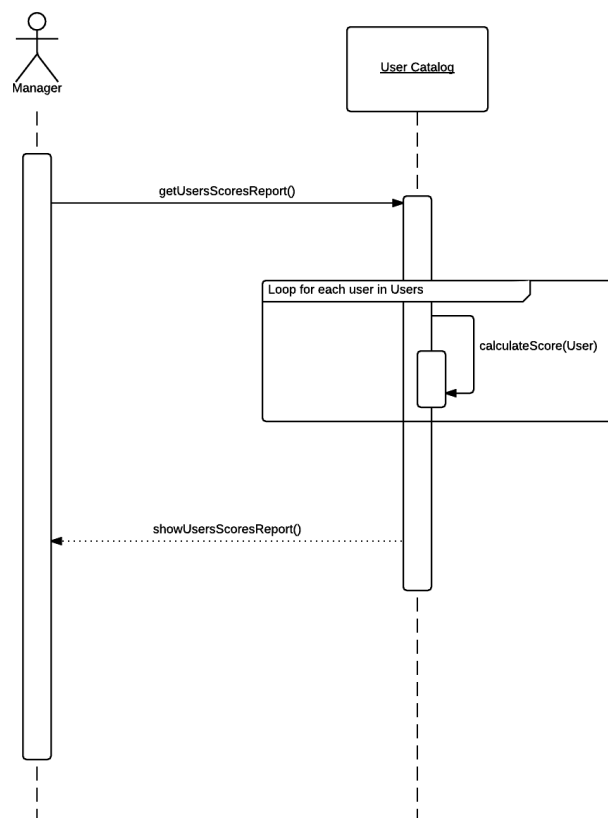 Manager
User Catalog
getUsersScoresReport()
Loop for each user in Users
calculateScore(User)
showUsersScoresReport()